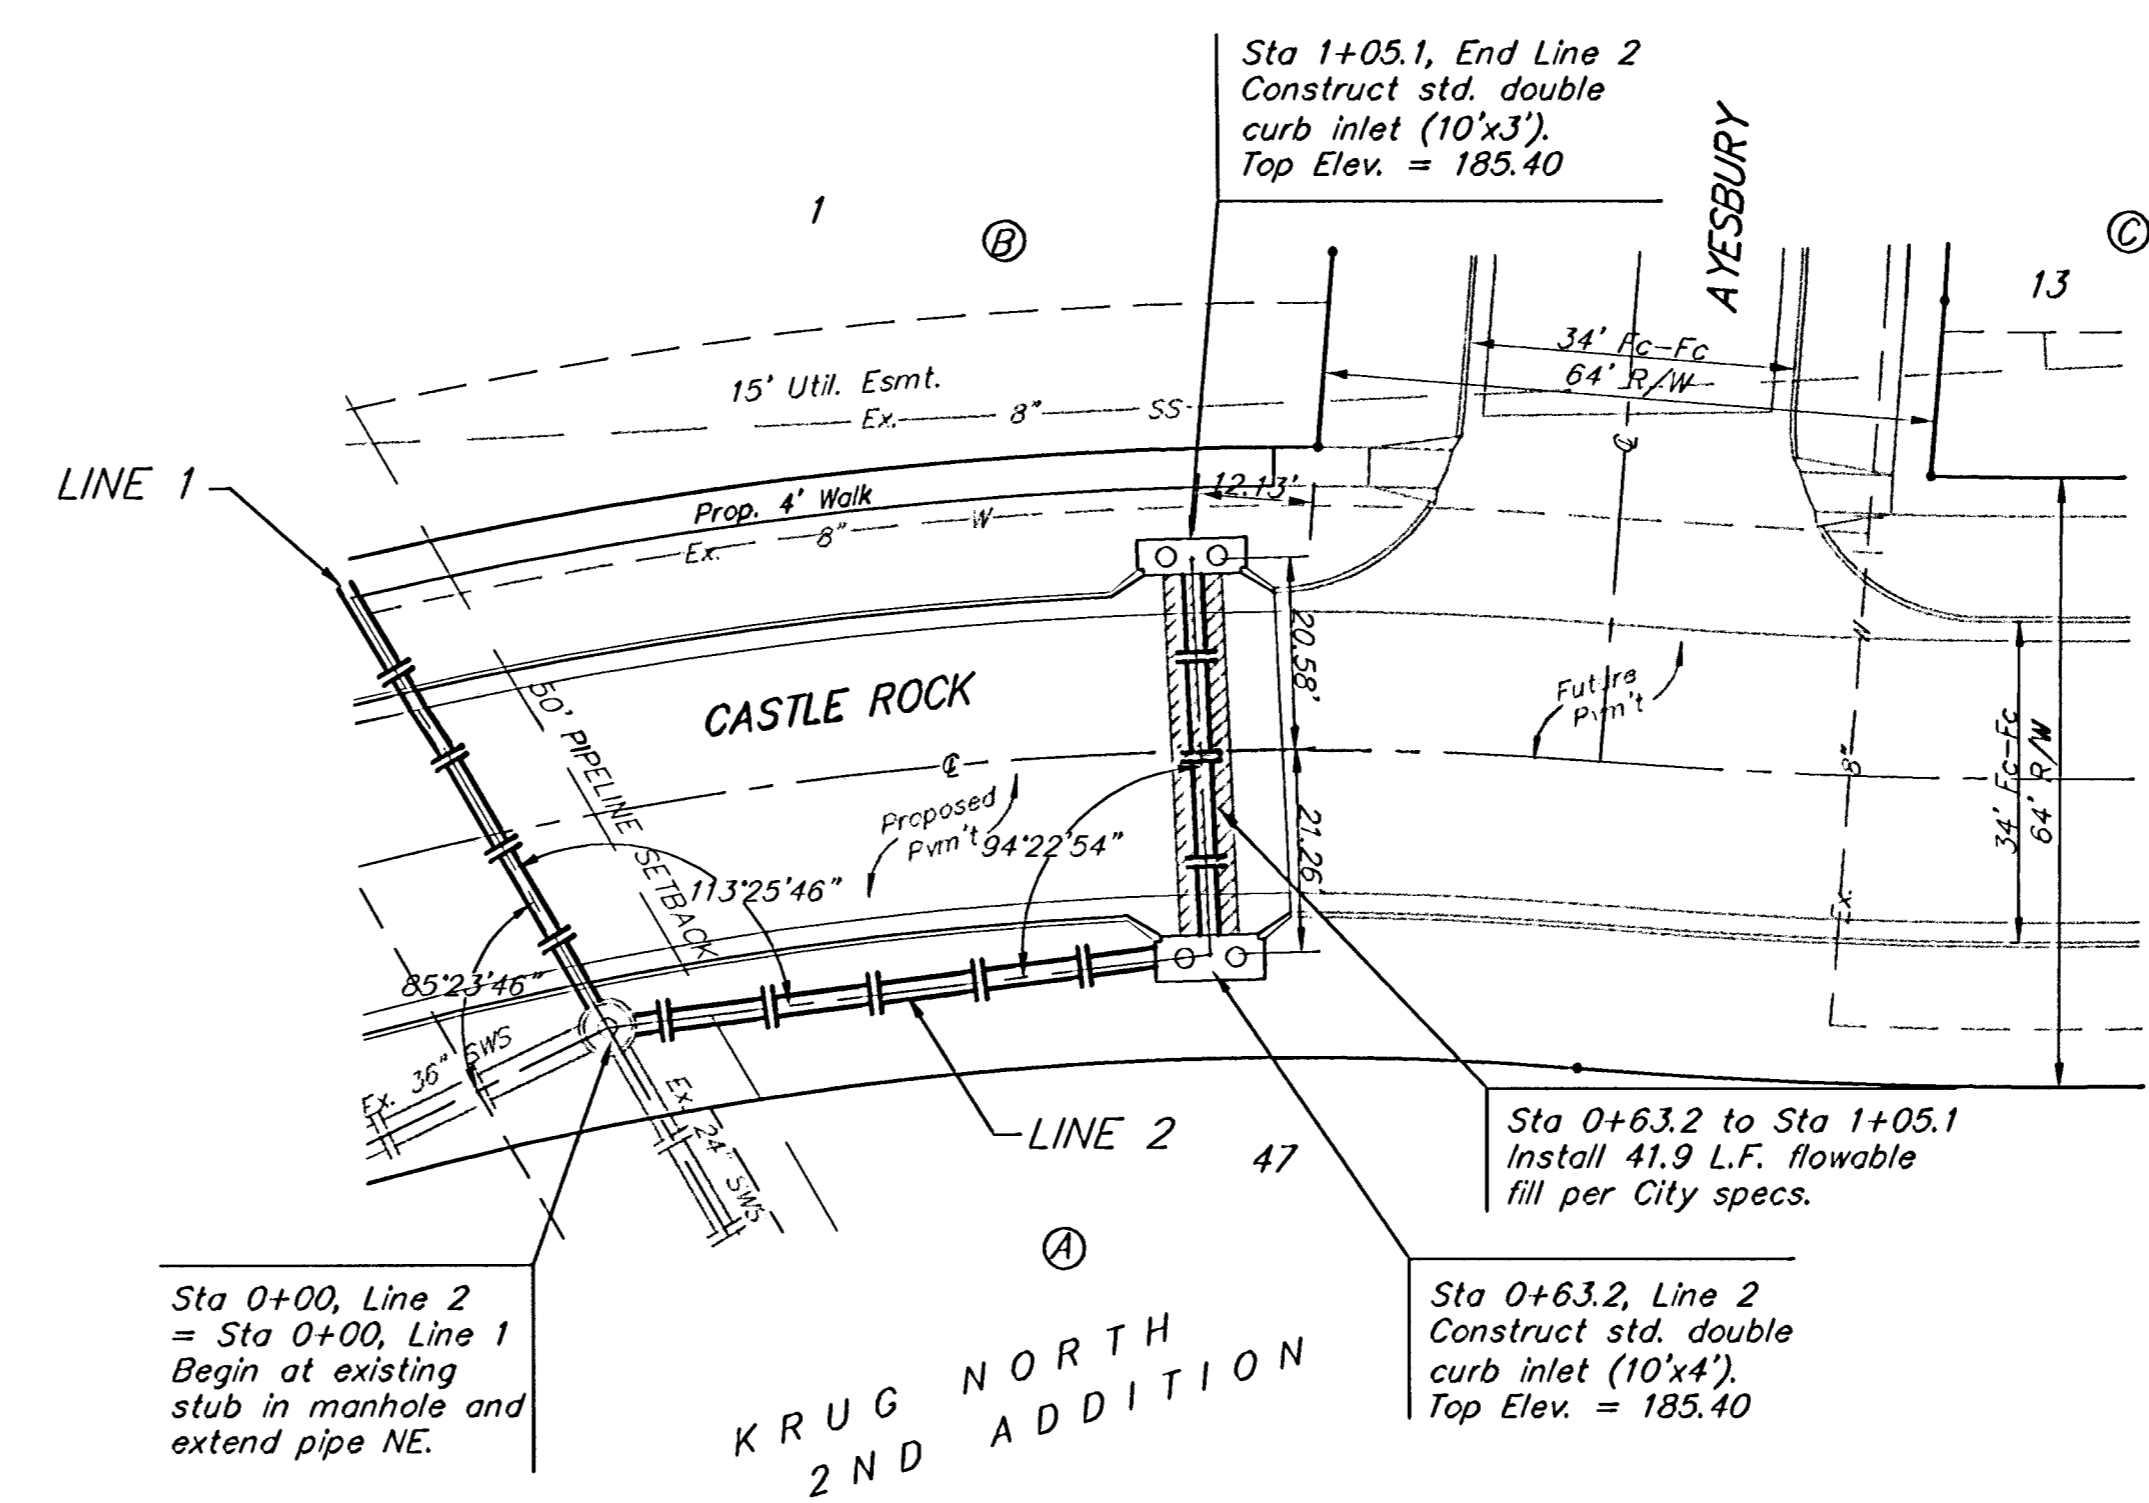 Sta 1+05.1, End Line 2
Construct std. double
curb inlet (10'x3').
Top Elev. = 185.40
AYESBURY
1
B
C
13
34' Fc-Fc
64' R/W
15' Util. Esmt.
Ex. 8" SS
LINE 1
Prop. 4' Walk
12.13'
Ex. 8" W
20.58'
CASTLE ROCK
50' PIPELINE SETBACK
Future
Pvm't
℄
Proposed
Pvm't
94°22'54"
21.26'
113°25'46"
85°23'46"
34' Fc-Fc
64' R/W
Ex. 8" W
Ex. 36" SWS
Ex. 24" SWS
LINE 2
47
Sta 0+63.2 to Sta 1+05.1
Install 41.9 L.F. flowable
fill per City specs.
A
Sta 0+00, Line 2
= Sta 0+00, Line 1
Begin at existing
stub in manhole and
extend pipe NE.
Sta 0+63.2, Line 2
Construct std. double
curb inlet (10'x4').
Top Elev. = 185.40
KRUG NORTH
2ND ADDITION